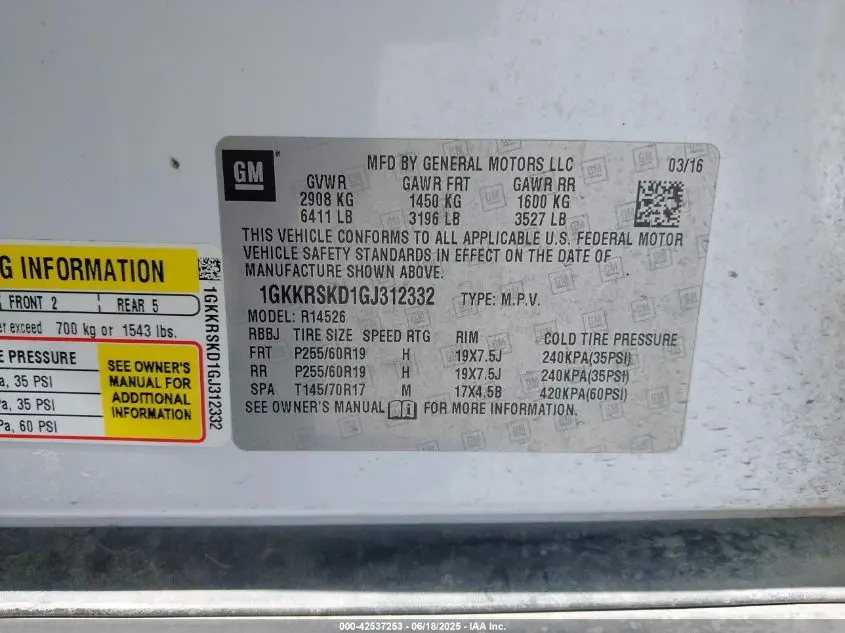 GM
MFD BY GENERAL MOTORS LLC 03/16
GVWR GAWR FRT GAWR RR
2908 KG 1450 KG 1600 KG
6411 LB 3196 LB 3527 LB
THIS VEHICLE CONFORMS TO ALL APPLICABLE U.S. FEDERAL MOTOR
VEHICLE SAFETY STANDARDS IN EFFECT ON THE DATE OF
MANUFACTURE SHOWN ABOVE.
1GKKRSKD1GJ312332 TYPE: M.P.V.
MODEL: R14526
RBBJ TIRE SIZE SPEED RTG RIM COLD TIRE PRESSURE
FRT P255/60R19 H 19X7.5J 240KPA(35PSI)
RR P255/60R19 H 19X7.5J 240KPA(35PSI)
SPA T145/70R17 M 17X4.5B 420KPA(60PSI)
SEE OWNER'S MANUAL FOR MORE INFORMATION.
G INFORMATION
FRONT 2 REAR 5
er exceed 700 kg or 1543 lbs.
E PRESSURE
a, 35 PSI
Pa, 35 PSI
Pa, 60 PSI
SEE OWNER'S
MANUAL FOR
ADDITIONAL
INFORMATION
1GKKRSKD1GJ312332
000-42537253 - 06/18/2025 - IAA Inc.